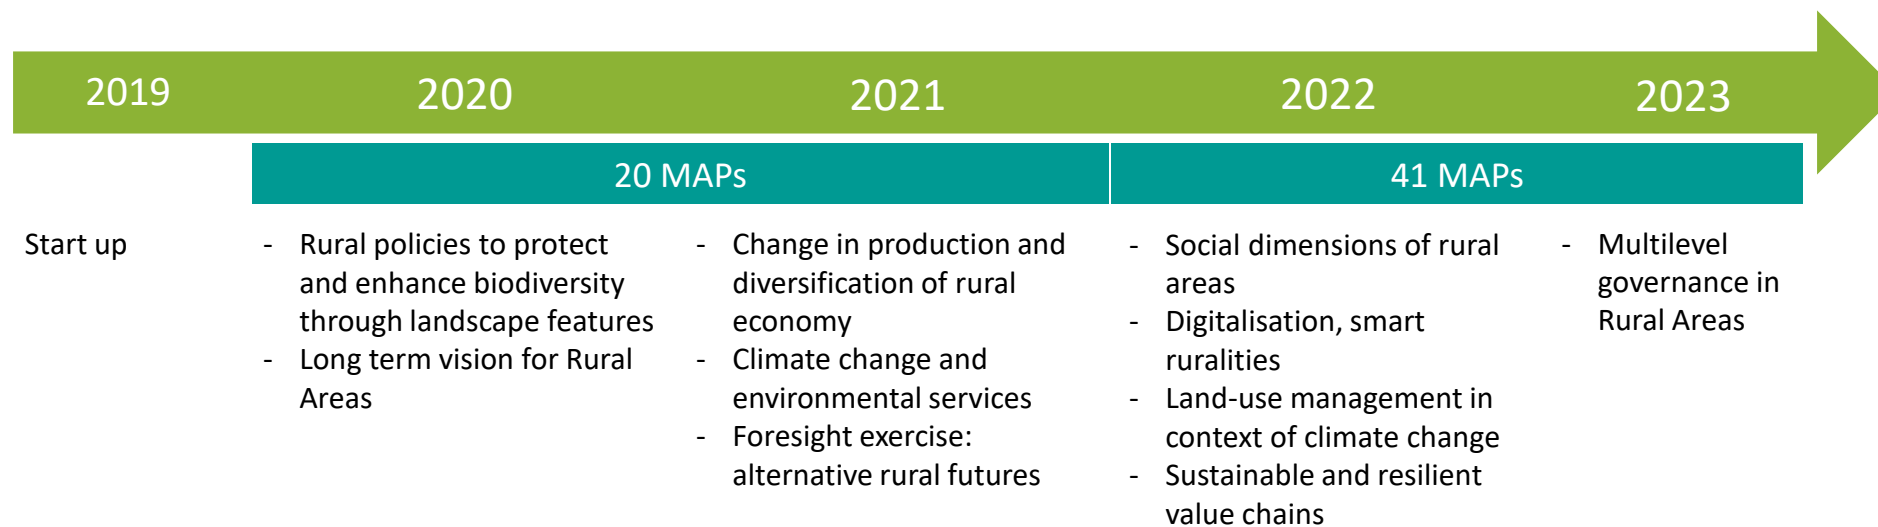 2019
2020
2021
2022
2023
20 MAPs
41 MAPs
Start up
- Rural policies to protect
and enhance biodiversity
through landscape features
- Long term vision for Rural
Areas
- Change in production and
diversification of rural
economy
- Climate change and
environmental services
- Foresight exercise:
alternative rural futures
- Social dimensions of rural
areas
- Digitalisation, smart
ruralities
- Land-use management in
context of climate change
- Sustainable and resilient
value chains
- Multilevel
governance in
Rural Areas